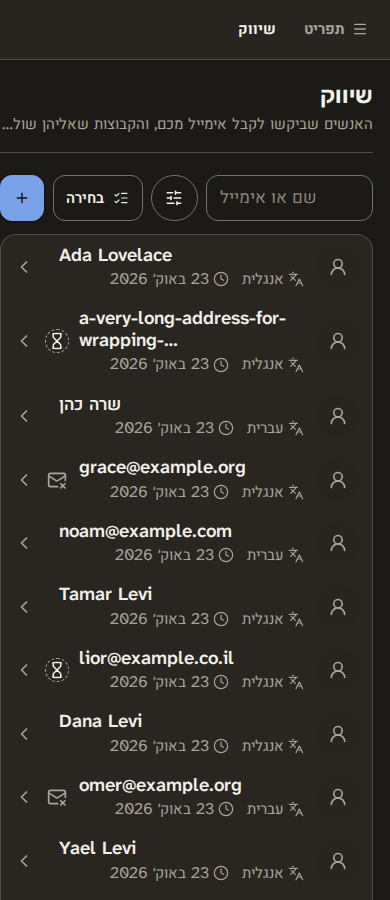 תפריט
שיווק
שיווק
האנשים שביקשו לקבל אימייל מכם, והקבוצות שאליהן שול...
שם או אימייל
בחירה
Ada Lovelace
אנגלית 23 באוק׳ 2026
a-very-long-address-for-
wrapping-...
אנגלית 23 באוק׳ 2026
שרה כהן
עברית 23 באוק׳ 2026
grace@example.org
אנגלית 23 באוק׳ 2026
noam@example.com
עברית 23 באוק׳ 2026
Tamar Levi
אנגלית 23 באוק׳ 2026
lior@example.co.il
אנגלית 23 באוק׳ 2026
Dana Levi
אנגלית 23 באוק׳ 2026
omer@example.org
עברית 23 באוק׳ 2026
Yael Levi
אנגלית 23 באוק׳ 2026